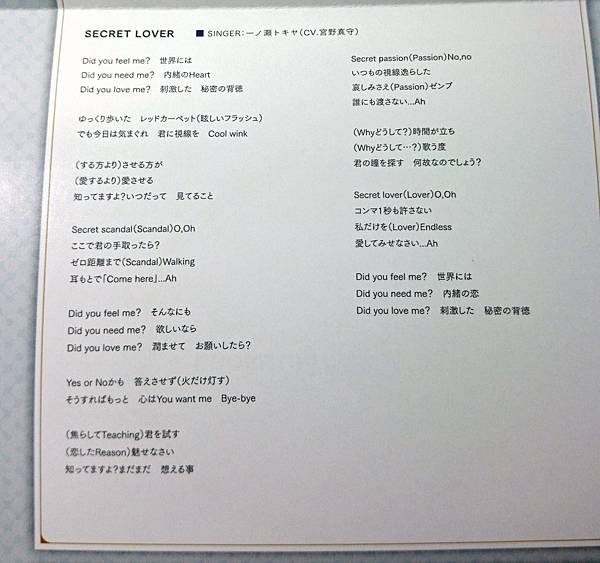 SECRET LOVER ■ SINGER:一ノ瀬トキヤ(CV.宮野真守)
Did you feel me? 世界には
Did you need me? 内緒のHeart
Did you love me? 刺激した 秘密の背徳
ゆっくり歩いた レッドカーペット(眩しいフラッシュ)
でも今日は気まぐれ 君に視線を Cool wink
(する方より)させる方が
(愛するより)愛させる
知ってますよ?いつだって 見てること
Secret scandal(Scandal)O,Oh
ここで君の手取ったら?
ゼロ距離まで(Scandal)Walking
耳もとで「Come here」...Ah
Did you feel me? そんなにも
Did you need me? 欲しいなら
Did you love me? 潤ませて お願いしたら?
Yes or Noかも 答えさせず(火だけ灯す)
そうすればもっと 心はYou want me Bye-bye
(焦らしてTeaching)君を試す
(恋したReason)魅せなさい
知ってますよ?まだまだ 想える事
Secret passion(Passion)No,no
いつもの視線逸らした
哀しみさえ(Passion)ゼンブ
誰にも渡さない...Ah
(Whyどうして?)時間が立ち
(Whyどうして…?)歌う度
君の瞳を探す 何故なのでしょう?
Secret lover(Lover)O,Oh
コンマ1秒も許さない
私だけを(Lover)Endless
愛してみせなさい...Ah
Did you feel me? 世界には
Did you need me? 内緒の恋
Did you love me? 刺激した 秘密の背徳